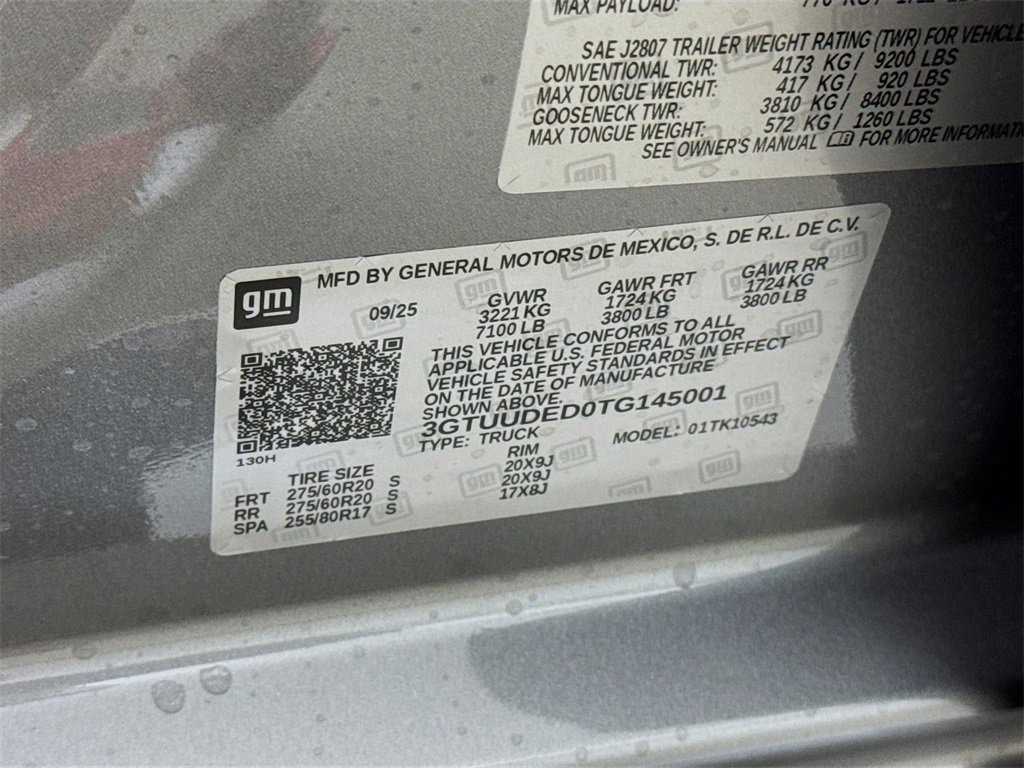 MAX PAYLOAD:
SAE J2807 TRAILER WEIGHT RATING (TWR) FOR VEHICLE
CONVENTIONAL TWR: 4173 KG / 9200 LBS
MAX TONGUE WEIGHT: 417 KG / 920 LBS
GOOSENECK TWR: 3810 KG / 8400 LBS
MAX TONGUE WEIGHT: 572 KG / 1260 LBS
SEE OWNER'S MANUAL FOR MORE INFORMATI
gm
MFD BY GENERAL MOTORS DE MEXICO, S. DE R.L. DE C.V.
09/25 GVWR GAWR FRT GAWR RR
3221 KG 1724 KG 1724 KG
7100 LB 3800 LB 3800 LB
THIS VEHICLE CONFORMS TO ALL
APPLICABLE U.S. FEDERAL MOTOR
VEHICLE SAFETY STANDARDS IN EFFECT
ON THE DATE OF MANUFACTURE
SHOWN ABOVE.
3GTUUDED0TG145001
TYPE: TRUCK MODEL: 01TK10543
130H
TIRE SIZE RIM
FRT 275/60R20 S 20X9J
RR 275/60R20 S 20X9J
SPA 255/80R17 S 17X8J